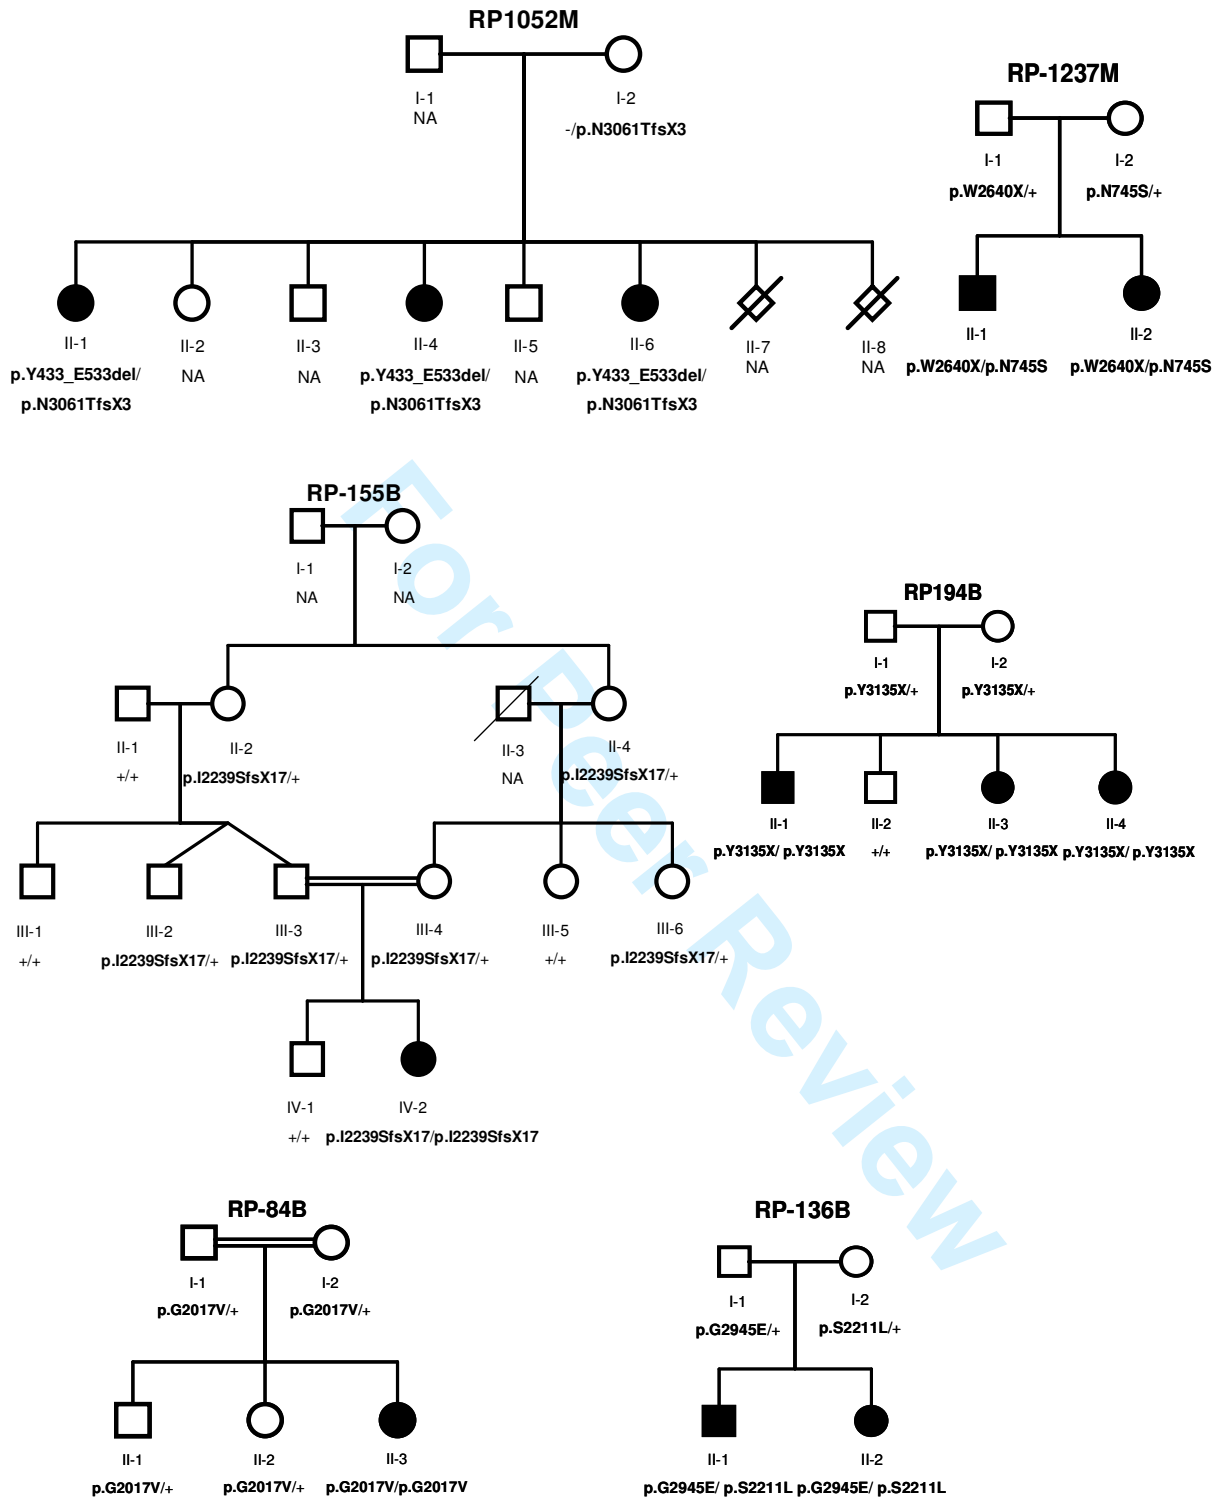 RP1052M
I-1
NA
I-2
-/p.N3061TfsX3
II-1
p.Y433_E533del/
p.N3061TfsX3
II-2
NA
II-3
NA
II-4
p.Y433_E533del/
p.N3061TfsX3
II-5
NA
II-6
p.Y433_E533del/
p.N3061TfsX3
II-7
NA
II-8
NA
RP-1237M
I-1
p.W2640X/+
I-2
p.N745S/+
II-1
p.W2640X/p.N745S
II-2
p.W2640X/p.N745S
RP-155B
I-1
NA
I-2
NA
II-1
+/+
II-2
p.I2239SfsX17/+
II-3
NA
II-4
p.I2239SfsX17/+
III-1
+/+
III-2
p.I2239SfsX17/+
III-3
p.I2239SfsX17/+
III-4
p.I2239SfsX17/+
III-5
+/+
III-6
p.I2239SfsX17/+
IV-1
+/+
IV-2
p.I2239SfsX17/p.I2239SfsX17
RP194B
I-1
p.Y3135X/+
I-2
p.Y3135X/+
II-1
p.Y3135X/ p.Y3135X
II-2
+/+
II-3
p.Y3135X/ p.Y3135X
II-4
p.Y3135X/ p.Y3135X
RP-84B
I-1
p.G2017V/+
I-2
p.G2017V/+
II-1
p.G2017V/+
II-2
p.G2017V/+
II-3
p.G2017V/p.G2017V
RP-136B
I-1
p.G2945E/+
I-2
p.S2211L/+
II-1
p.G2945E/ p.S2211L
II-2
p.G2945E/ p.S2211L
For Peer Review